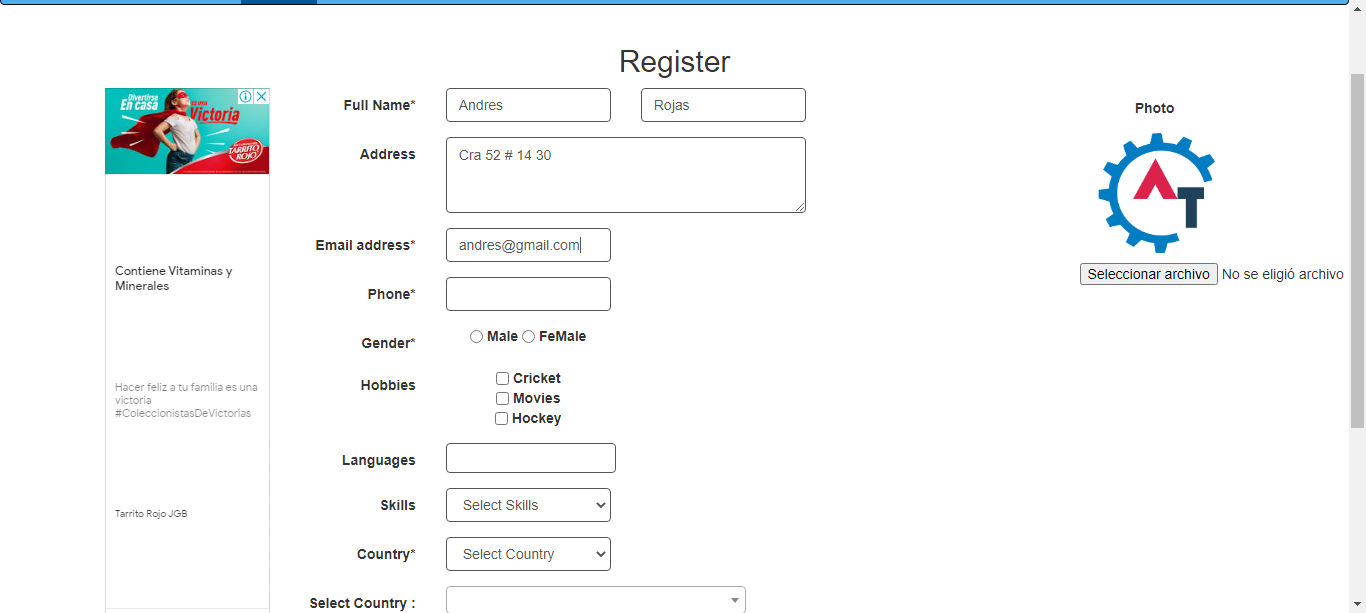 Register
Divertirse
En casa
es otra
Victoria
TARRITO
ROJO
Contiene Vitaminas y
Minerales
Hacer feliz a tu familia es una
victoria
#ColeccionistasDeVictorias
Tarrito Rojo JGB
Full Name* Andres Rojas
Address Cra 52 # 14 30
Email address* andres@gmail.com
Phone*
Gender* Male FeMale
Hobbies Cricket
Movies
Hockey
Languages
Skills Select Skills
Country* Select Country
Select Country :
Photo
AT
Seleccionar archivo No se eligió archivo